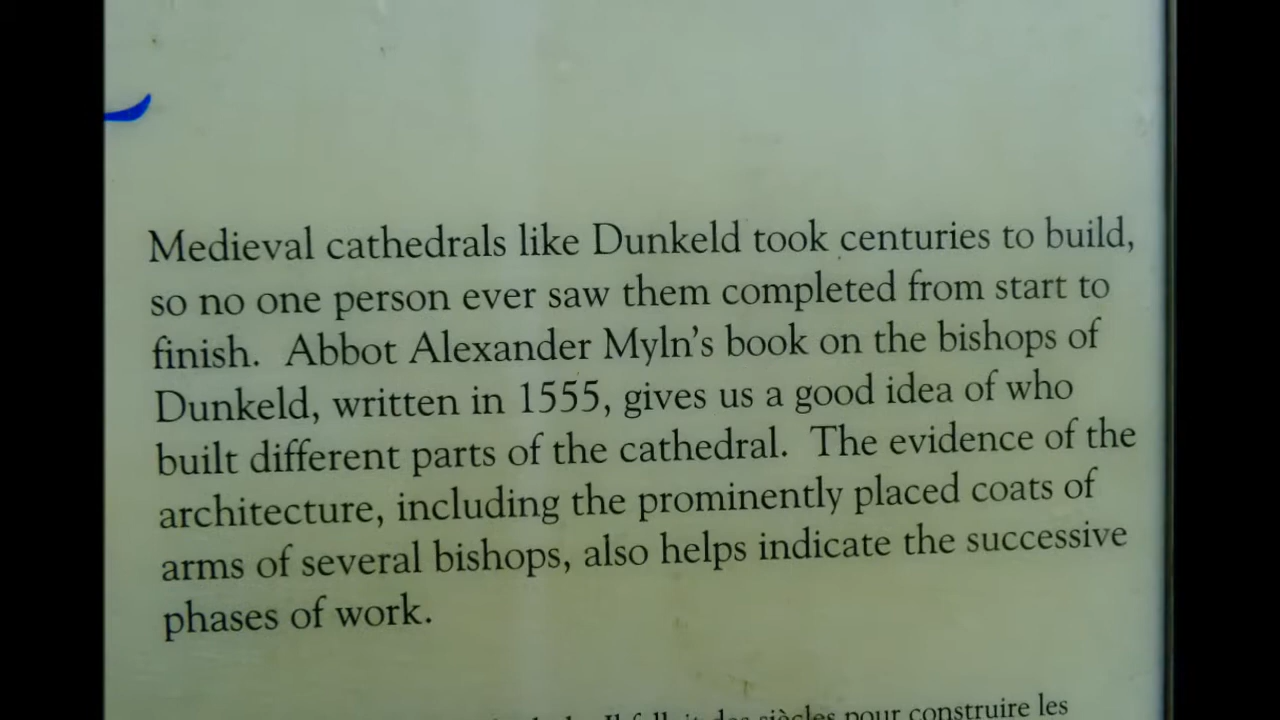 Medieval cathedrals like Dunkeld took centuries to build,
so no one person ever saw them completed from start to
finish. Abbot Alexander Myln's book on the bishops of
Dunkeld, written in 1555, gives us a good idea of who
built different parts of the cathedral. The evidence of the
architecture, including the prominently placed coats of
arms of several bishops, also helps indicate the successive
phases of work.
siècles pour construire les